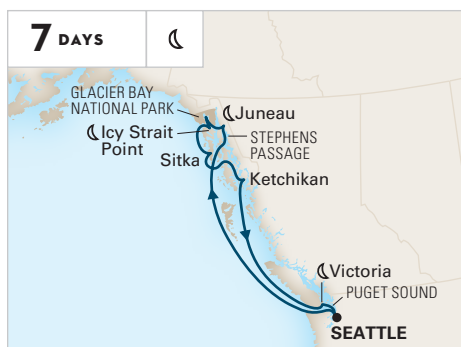 7 DAYS
GLACIER BAY
NATIONAL PARK
Juneau
Icy Strait
Point
STEPHENS
PASSAGE
Sitka
Ketchikan
Victoria
PUGET SOUND
SEATTLE